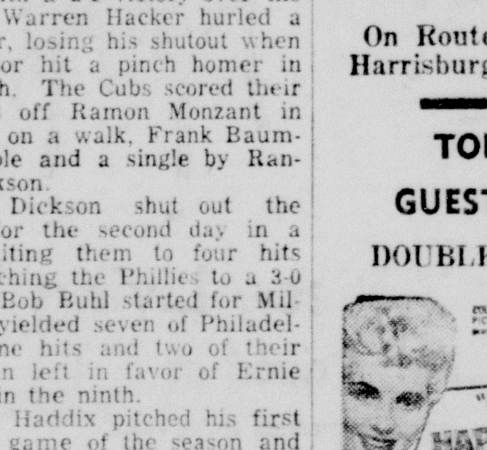 Warren Hacker hurled a
r, losing his shutout when
or hit a pinch homer in
h. The Cubs scored their
off Ramon Monzant in
on a walk, Frank Baum-
ble and a single by Ran-
kson.
Dickson shut out the
or the second day in a
iting them to four hits
ching the Phillies to a 3-0
Bob Buhl started for Mil-
yielded seven of Philadel-
ne hits and two of their
n left in favor of Ernie
in the ninth.
Haddix pitched his first
game of the season and
On Route
Harrisburg
TO
GUEST
DOUBLE
HAP